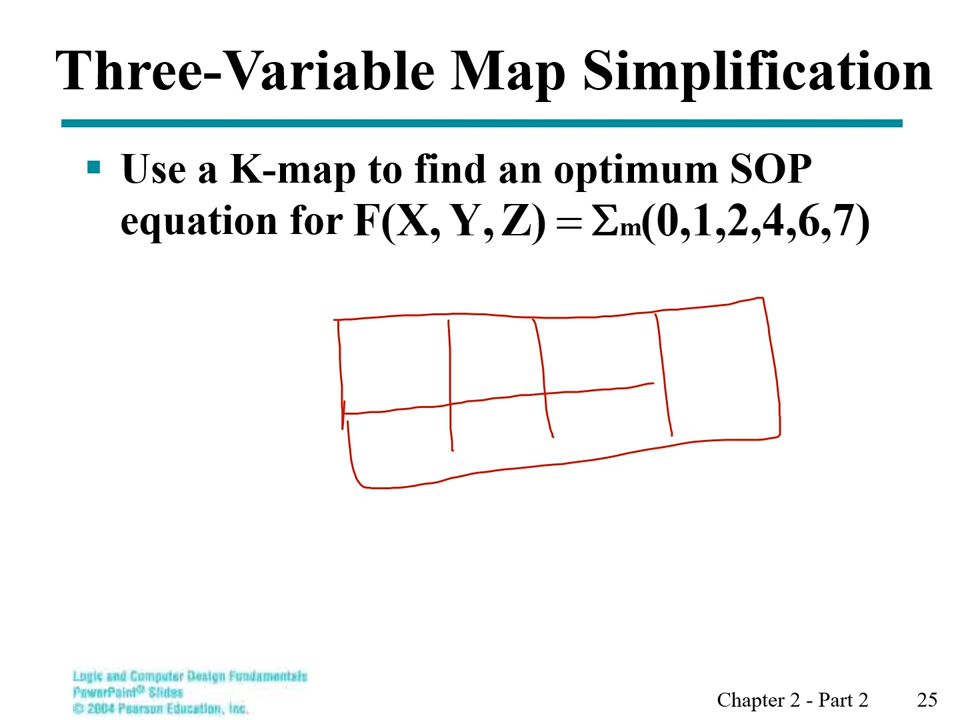 Three-Variable Map Simplification
▪ Use a K-map to find an optimum SOP
equation for F(X, Y, Z) = Σm(0,1,2,4,6,7)
Logic and Computer Design Fundamentals
PowerPoint® Slides
© 2004 Pearson Education, Inc.
Chapter 2 - Part 2 25